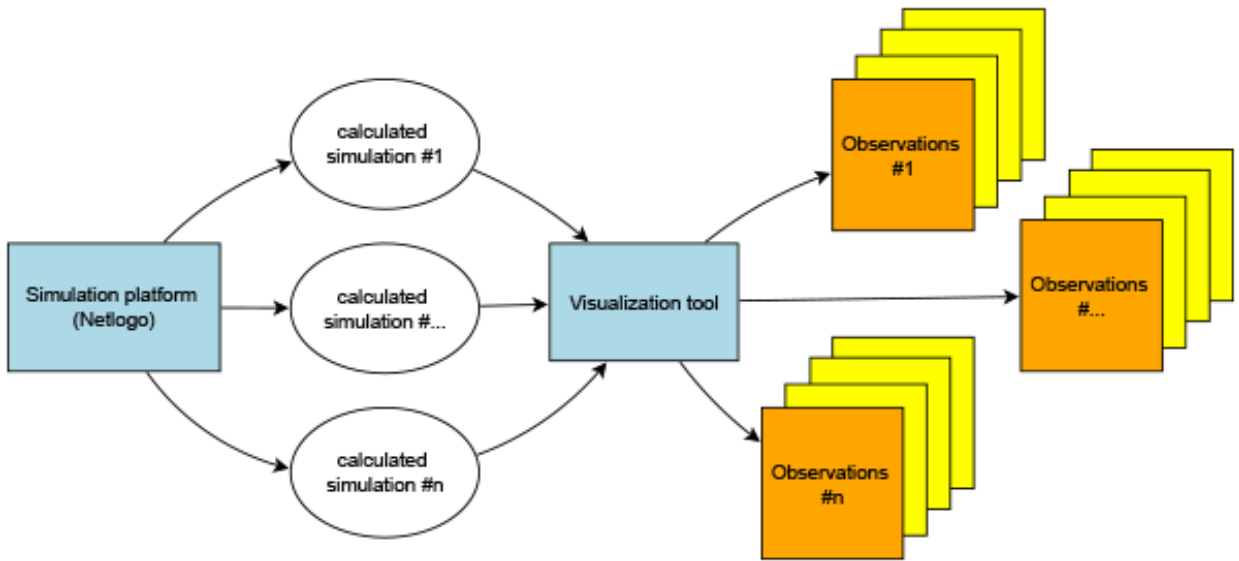 calculated
simulation #1
Observations
#1
Simulation platform
(Netlogo)
calculated
simulation #...
Visualization tool
Observations
#...
calculated
simulation #n
Observations
#n